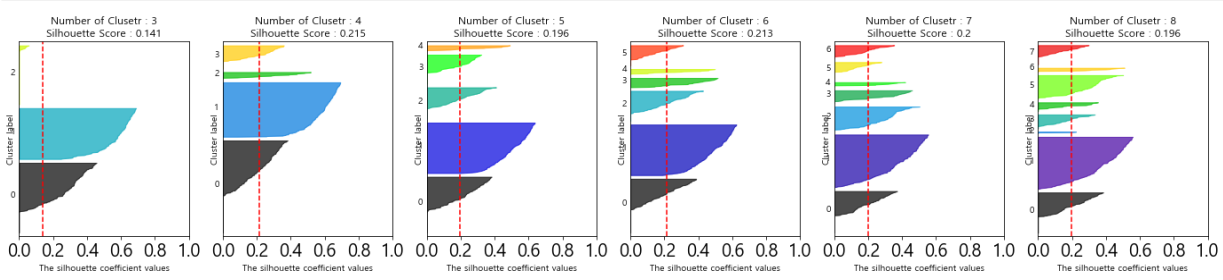 Number of Clusetr : 3
Silhouette Score : 0.141
Cluster label
2
0
0.0 0.2 0.4 0.6 0.8 1.0
The silhouette coefficient values
Number of Clusetr : 4
Silhouette Score : 0.215
Cluster label
3
2
1
0
0.0 0.2 0.4 0.6 0.8 1.0
The silhouette coefficient values
Number of Clusetr : 5
Silhouette Score : 0.196
Cluster label
4
3
2
0
0.0 0.2 0.4 0.6 0.8 1.0
The silhouette coefficient values
Number of Clusetr : 6
Silhouette Score : 0.213
Cluster label
5
4
3
2
0
0.0 0.2 0.4 0.6 0.8 1.0
The silhouette coefficient values
Number of Clusetr : 7
Silhouette Score : 0.2
Cluster label
6
5
4
3
2
0
0.0 0.2 0.4 0.6 0.8 1.0
The silhouette coefficient values
Number of Clusetr : 8
Silhouette Score : 0.196
Cluster label
7
6
5
4
3
0
0.0 0.2 0.4 0.6 0.8 1.0
The silhouette coefficient values